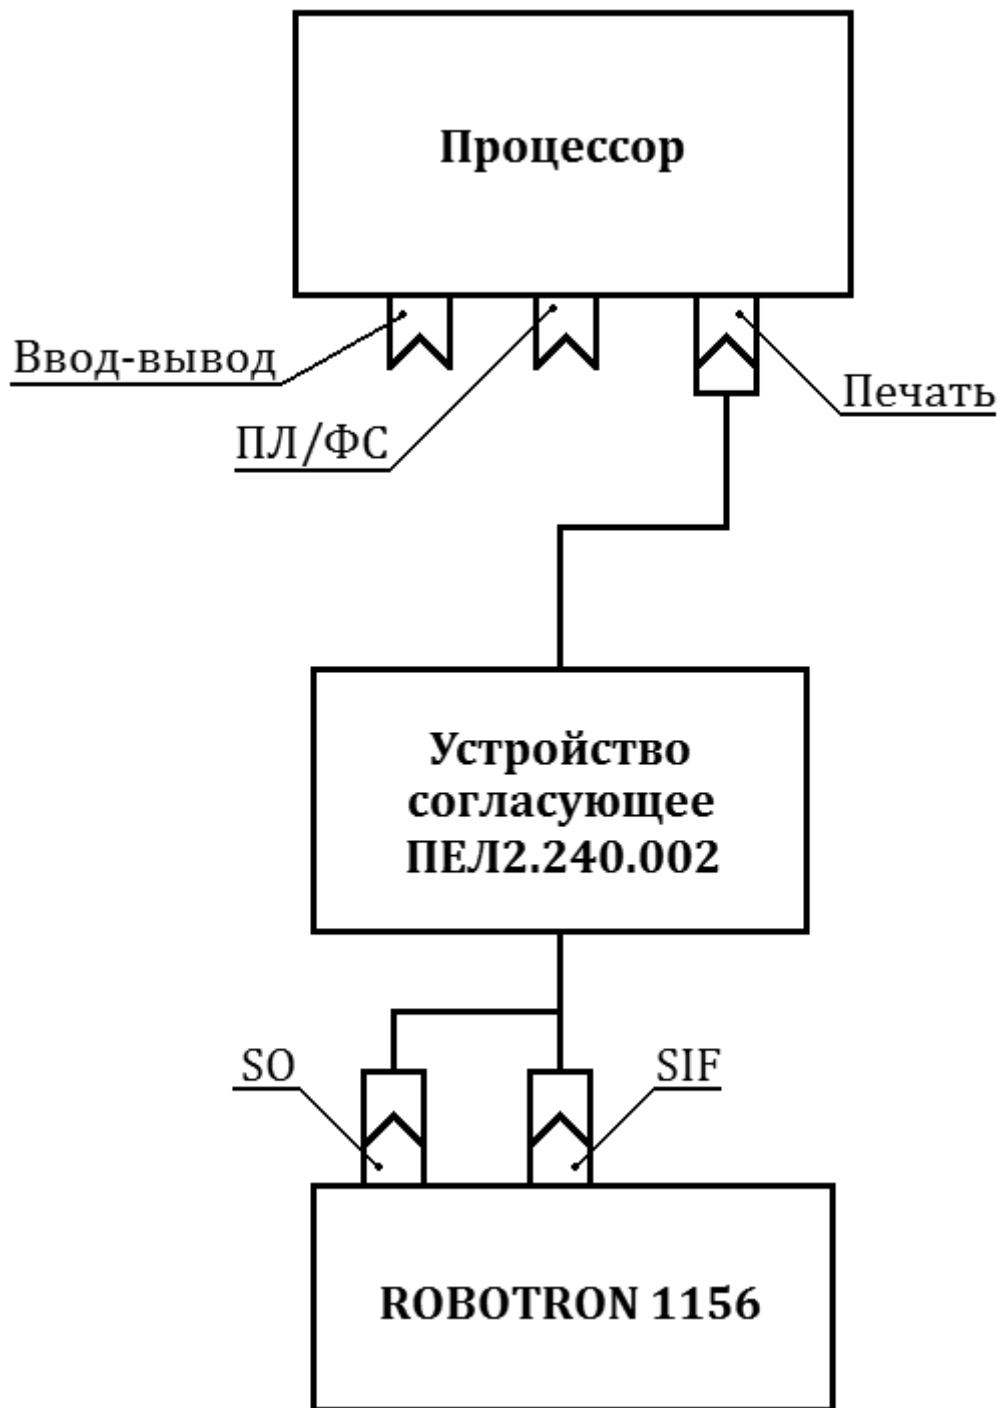 Процессор
Ввод-вывод
ПЛ/ФС
Печать
Устройство
согласующее
ПЕЛ2.240.002
SO
SIF
ROBOTRON 1156